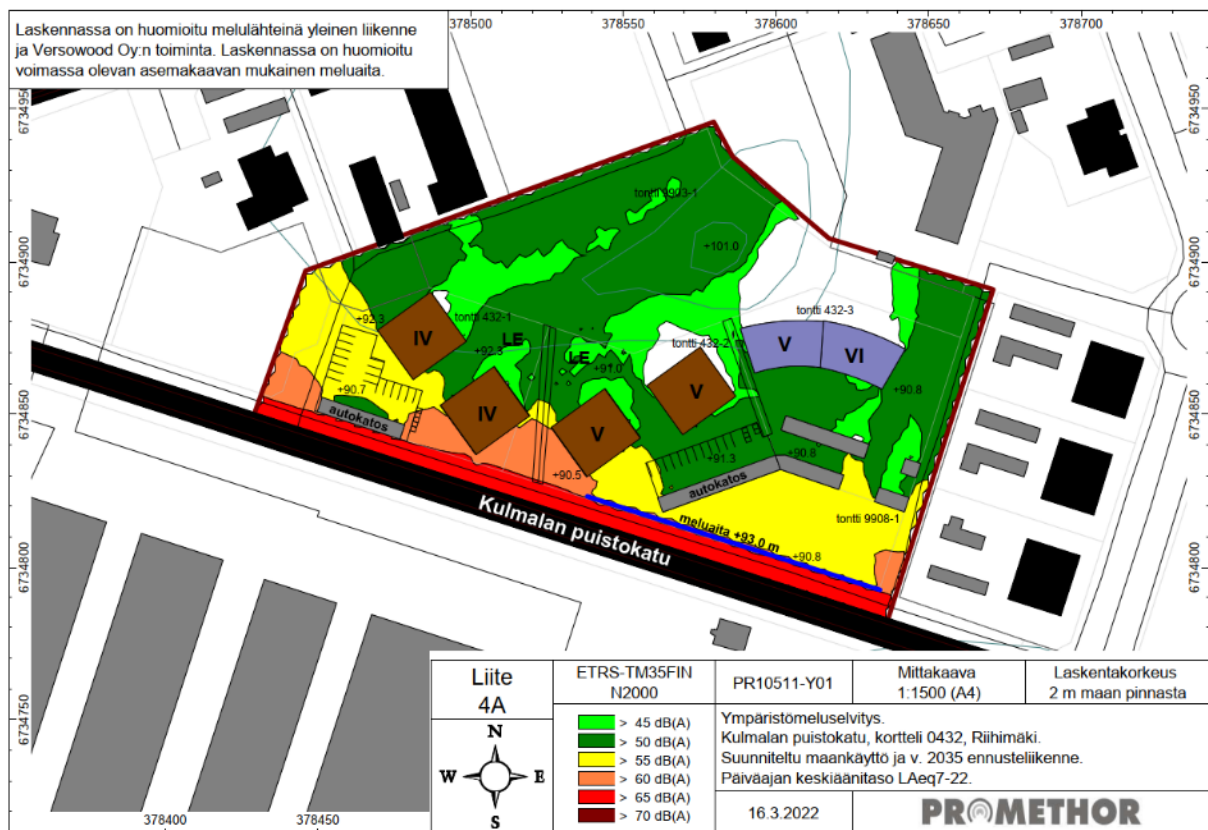 Laskennassa on huomioitu melulähteinä yleinen liikenne
ja Versowood Oy:n toiminta. Laskennassa on huomioitu
voimassa olevan asemakaavan mukainen meluaita.
378500
378550
378600
378650
378700
6734950
6734950
tontti 9903-1
+101.0
6734900
6734900
+92.3
IV
tontti 432-1
+92.3
LE
LE
+91.0
tontti 432-2
tontti 432-3
V
VI
+90.7
autokatos
IV
V
V
+90.8
6734850
6734850
+90.5
+91.3
+90.8
autokatos
tontti 9908-1
meluaita +93.0 m
+90.8
Kulmalan puistokatu
6734800
6734800
6734750
378400
378450
Liite
4A
N
W
E
S
ETRS-TM35FIN
N2000
PR10511-Y01
Mittakaava
1:1500 (A4)
Laskentakorkeus
2 m maan pinnasta
> 45 dB(A)
> 50 dB(A)
> 55 dB(A)
> 60 dB(A)
> 65 dB(A)
> 70 dB(A)
Ympäristömeluselvitys.
Kulmalan puistokatu, kortteli 0432, Riihimäki.
Suunniteltu maankäyttö ja v. 2035 ennusteliikenne.
Päiväajan keskiäänitaso LAeq7-22.
16.3.2022
PROMETHOR